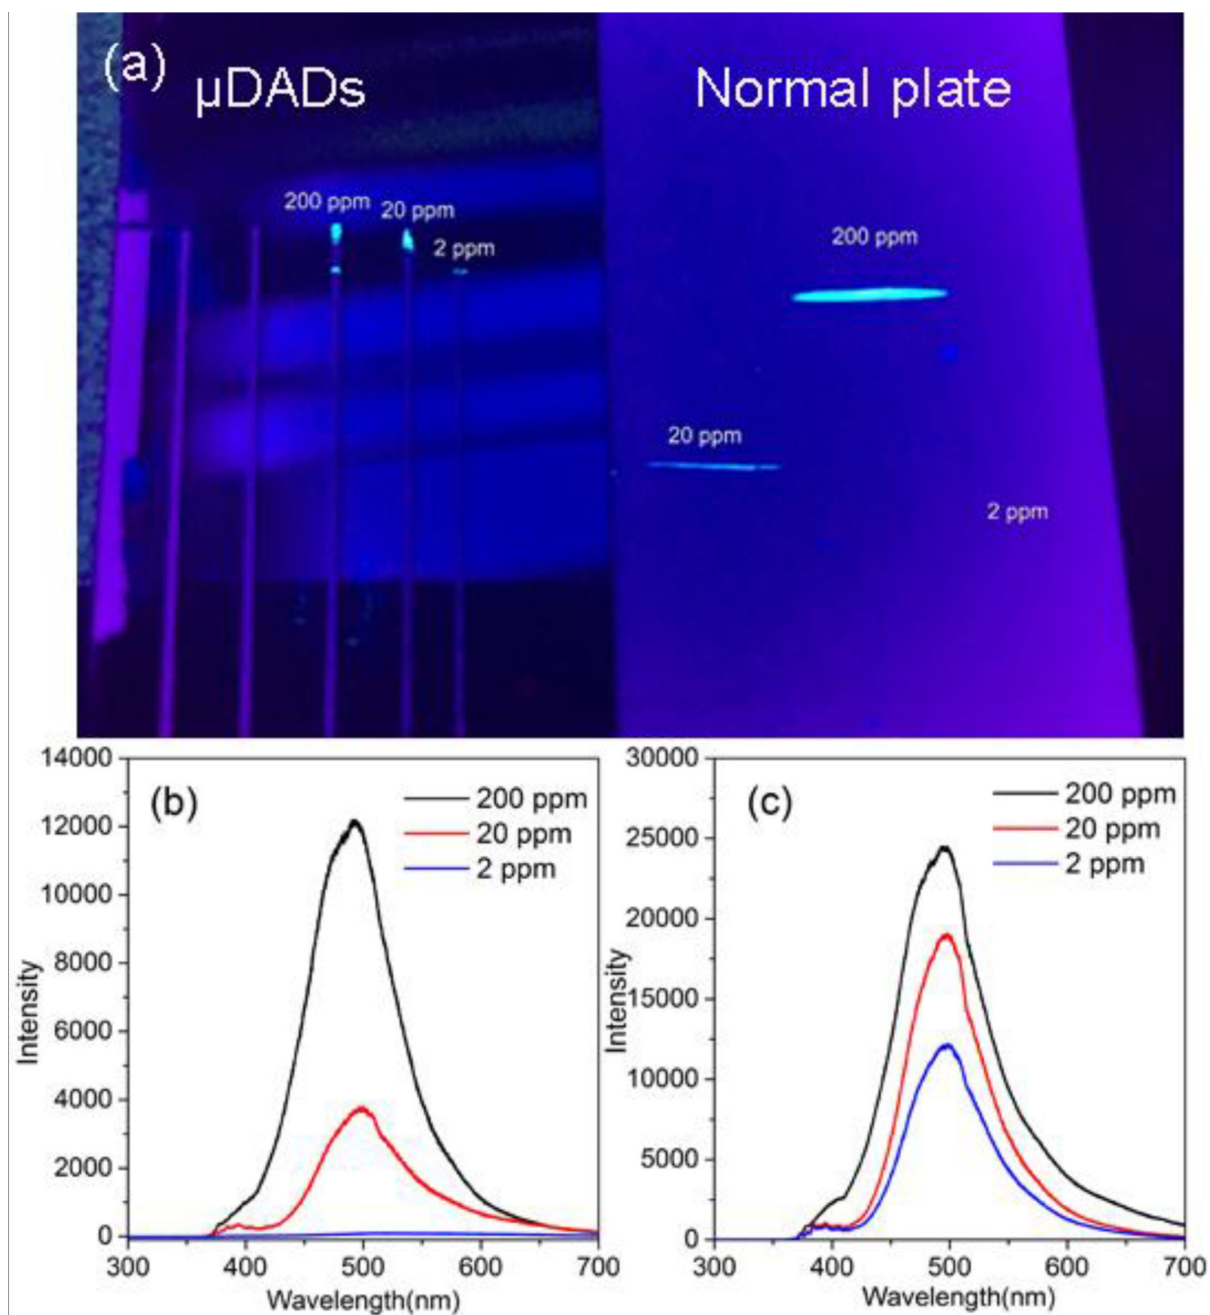 (a)
µDADs
Normal plate
200 ppm
20 ppm
2 ppm
200 ppm
20 ppm
2 ppm
14000
12000
10000
8000
6000
4000
2000
0
Intensity
(b)
200 ppm
20 ppm
2 ppm
300 400 500 600 700
Wavelength(nm)
30000
25000
20000
15000
10000
5000
0
Intensity
(c)
200 ppm
20 ppm
2 ppm
300 400 500 600 700
Wavelength(nm)